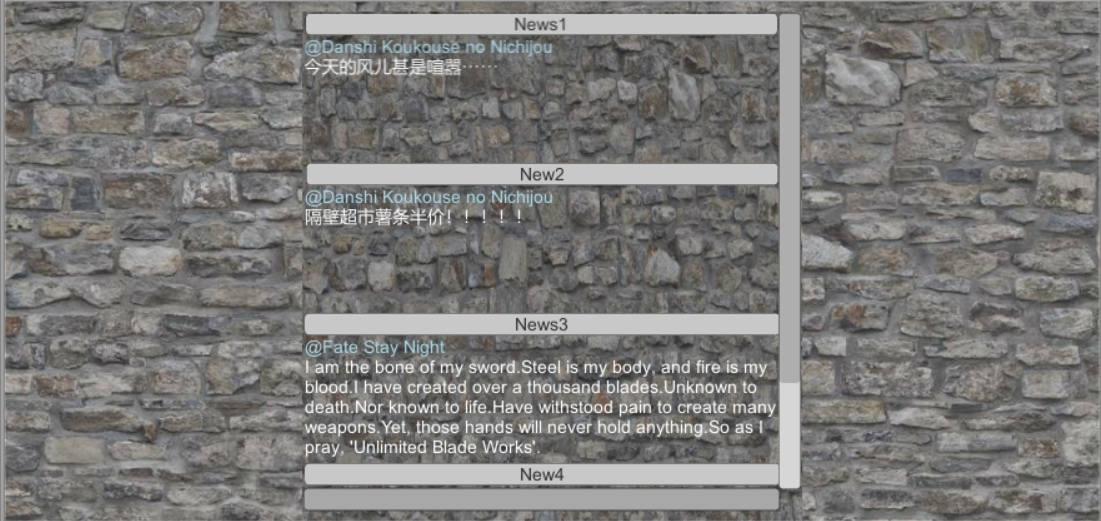 News1
@Danshi Koukouse no Nichijou
今天的风儿甚是喧嚣……
New2
@Danshi Koukouse no Nichijou
隔壁超市薯条半价！！！！！
News3
@Fate Stay Night
I am the bone of my sword.Steel is my body, and fire is my
blood.I have created over a thousand blades.Unknown to
death.Nor known to life.Have withstood pain to create many
weapons.Yet, those hands will never hold anything.So as I
pray, 'Unlimited Blade Works'.
New4